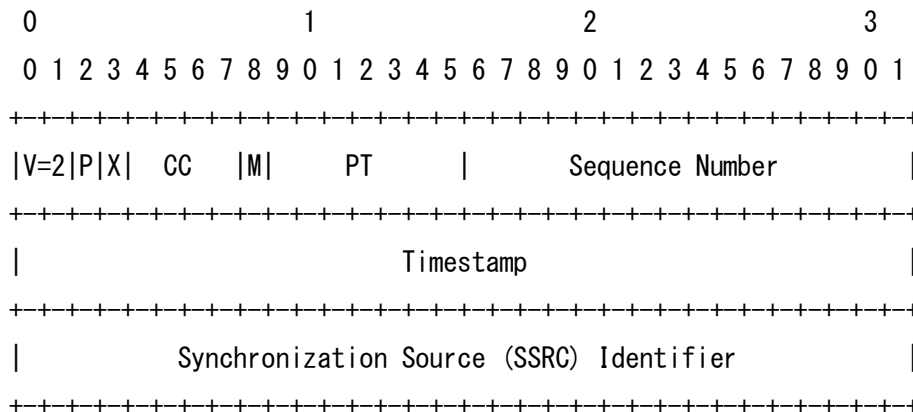 0                   1                   2                   3
0 1 2 3 4 5 6 7 8 9 0 1 2 3 4 5 6 7 8 9 0 1 2 3 4 5 6 7 8 9 0 1
+-+-+-+-+-+-+-+-+-+-+-+-+-+-+-+-+-+-+-+-+-+-+-+-+-+-+-+-+-+-+-+-+
|V=2|P|X|  CC   |M|     PT      |       Sequence Number         |
+-+-+-+-+-+-+-+-+-+-+-+-+-+-+-+-+-+-+-+-+-+-+-+-+-+-+-+-+-+-+-+-+
|                           Timestamp                           |
+-+-+-+-+-+-+-+-+-+-+-+-+-+-+-+-+-+-+-+-+-+-+-+-+-+-+-+-+-+-+-+-+
|           Synchronization Source (SSRC) Identifier            |
+-+-+-+-+-+-+-+-+-+-+-+-+-+-+-+-+-+-+-+-+-+-+-+-+-+-+-+-+-+-+-+-+